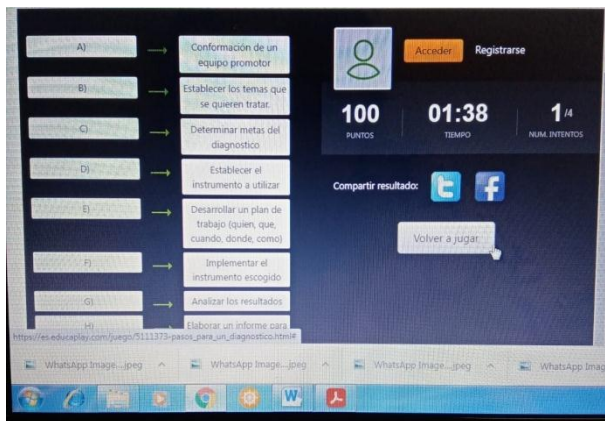 A)
Conformación de un
equipo promotor
B)
Establecer los temas que
se quieren tratar.
C)
Determinar metas del
diagnostico
D)
Establecer el
instrumento a utilizar
E)
Desarrollar un plan de
trabajo (quien, que,
cuando, donde, como)
F)
Implementar el
instrumento escogido
G)
Analizar los resultados
H)
Elaborar un informe para
Acceder
Registrarse
100
PUNTOS
01:38
TIEMPO
1/4
NUM. INTENTOS
Compartir resultado:
Volver a jugar
https://es.educaplay.com/juego/5111373-pasos_para_un_diagnostico.html#
WhatsApp Image....jpeg
WhatsApp Image....jpeg
WhatsApp Image....jpeg
WhatsApp Imag